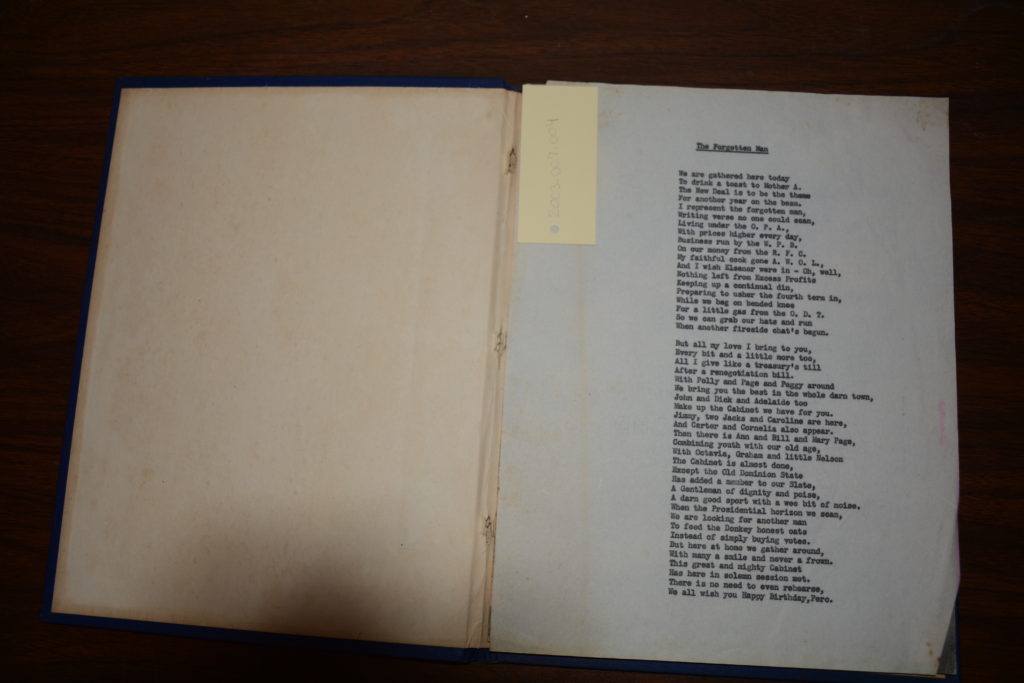 2003.007.004
The Forgotten Man
We are gathered here today
To drink a toast to Mother A.
The New Deal is to be the theme
For another year on the beam.
I represent the forgotten man,
Writing verse no one could scan,
Living under the O. P. A.,
With prices higher every day,
Business run by the W. P. B.
On our money from the R. F. C.
My faithful cook gone A. W. O. L.,
And I wish Eleanor were in - Oh, well,
Nothing left from Excess Profits
Keeping up a continual din,
Preparing to usher the fourth term in,
While we beg on bended knee
For a little gas from the O. D. T.
So we can grab our hats and run
When another fireside chat's begun.
But all my love I bring to you,
Every bit and a little more too,
All I give like a treasury's till
After a renegotiation bill.
With Polly and Page and Peggy around
We bring you the best in the whole darn town,
John and Dick and Adelaide too
Make up the Cabinet we have for you.
Jimmy, two Jacks and Caroline are here,
And Carter and Cornelia also appear.
Then there is Ann and Bill and Mary Page,
Combining youth with our old age,
With Octavia, Graham and little Nelson
The Cabinet is almost done,
Except the Old Dominion State
Has added a member to our Slate,
A Gentleman of dignity and poise,
A darn good sport with a wee bit of noise.
When the Presidential horizon we scan,
We are looking for another man
To feed the Donkey honest oats
Instead of simply buying votes.
But here at home we gather around,
With many a smile and never a frown.
This great and mighty Cabinet
Has here in solemn session met.
There is no need to even rehearse,
We all wish you Happy Birthday,Perc.